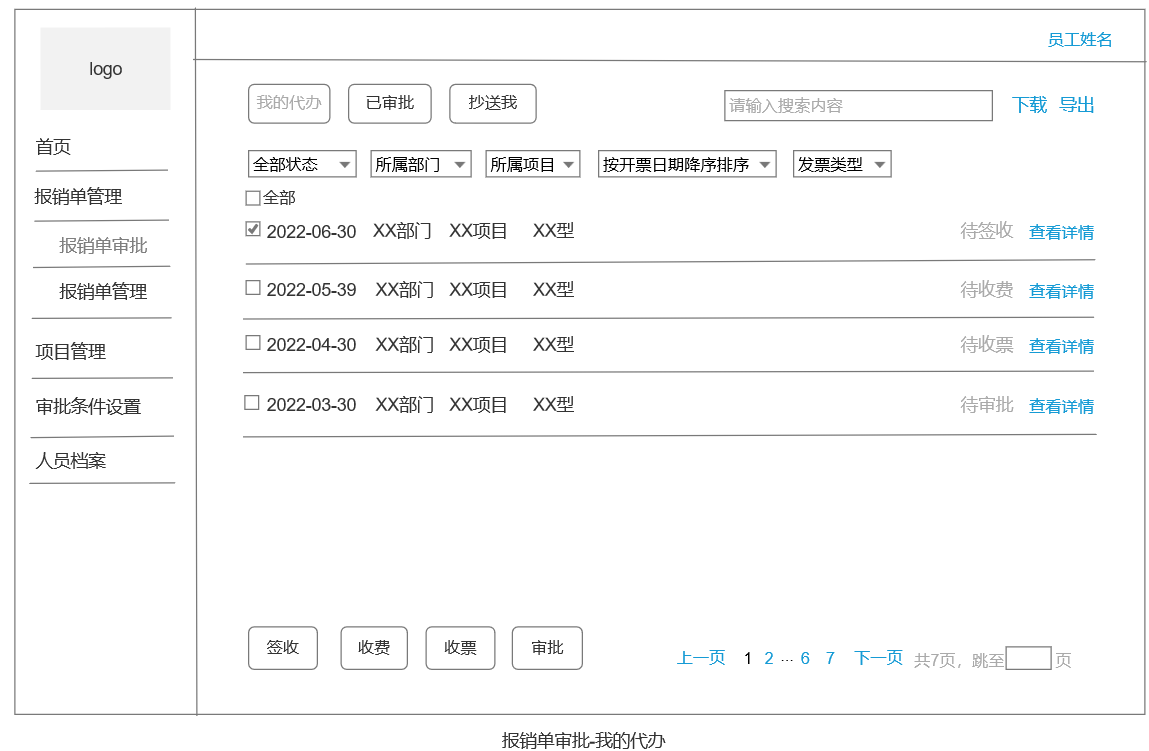 员工姓名
logo
我的代办 已审批 抄送我 请输入搜索内容 下载 导出
首页
全部状态 所属部门 所属项目 按开票日期降序排序 发票类型
报销单管理
全部
2022-06-30 XX部门 XX项目 XX型 待签收 查看详情
报销单审批
2022-05-39 XX部门 XX项目 XX型 待收费 查看详情
报销单管理
2022-04-30 XX部门 XX项目 XX型 待收票 查看详情
项目管理
2022-03-30 XX部门 XX项目 XX型 待审批 查看详情
审批条件设置
人员档案
签收 收费 收票 审批
上一页 1 2 ... 6 7 下一页 共7页，跳至 页
报销单审批-我的代办